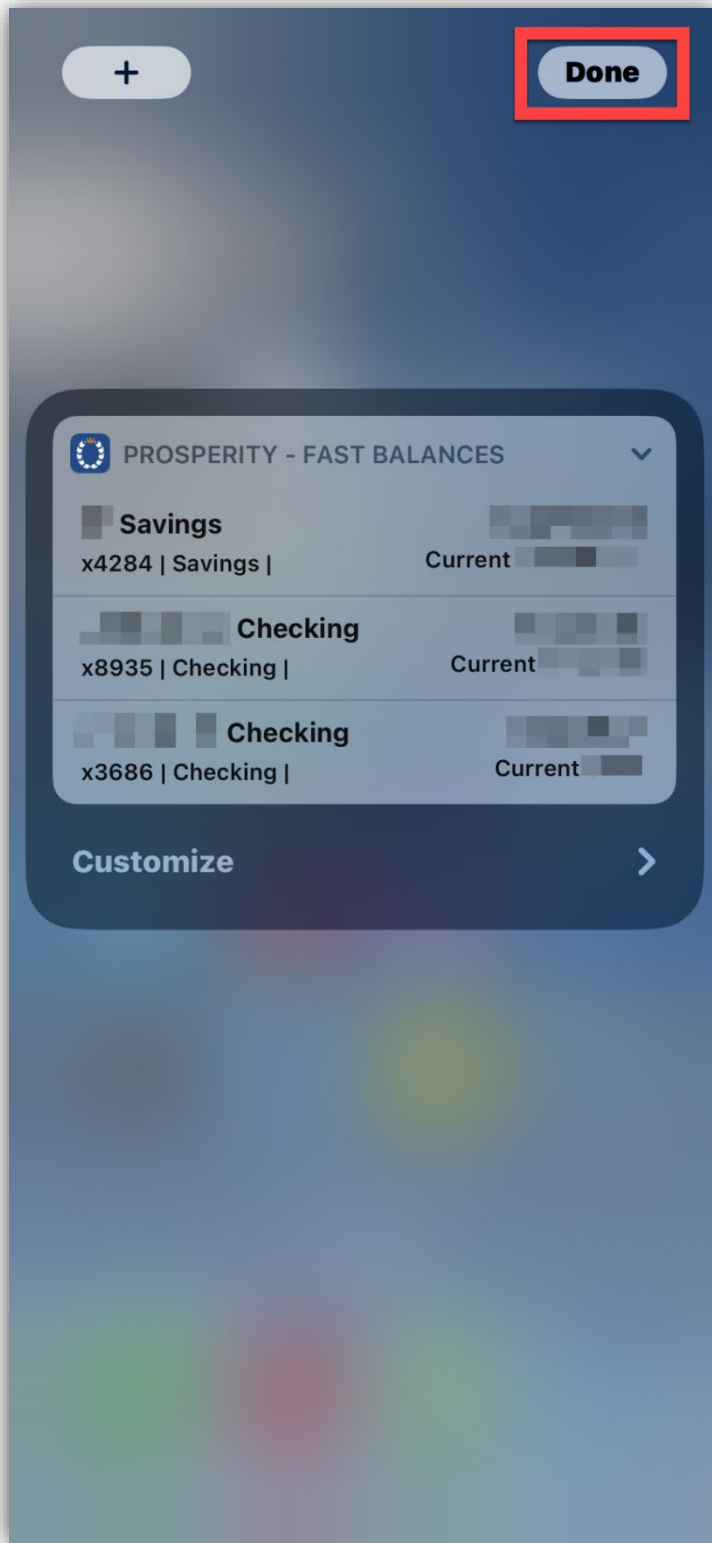 +
Done
PROSPERITY - FAST BALANCES
Savings
x4284 | Savings |
Current
Checking
x8935 | Checking |
Current
Checking
x3686 | Checking |
Current
Customize